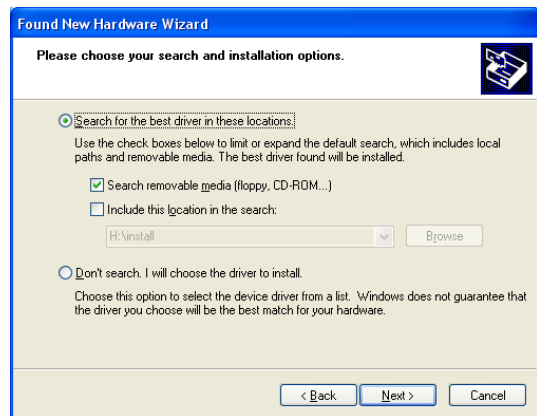 Found New Hardware Wizard
Please choose your search and installation options.
Search for the best driver in these locations.
Use the check boxes below to limit or expand the default search, which includes local
paths and removable media. The best driver found will be installed.
Search removable media (floppy, CD-ROM...)
Include this location in the search:
H:\install
Browse
Don't search. I will choose the driver to install.
Choose this option to select the device driver from a list. Windows does not guarantee that
the driver you choose will be the best match for your hardware.
< Back Next > Cancel